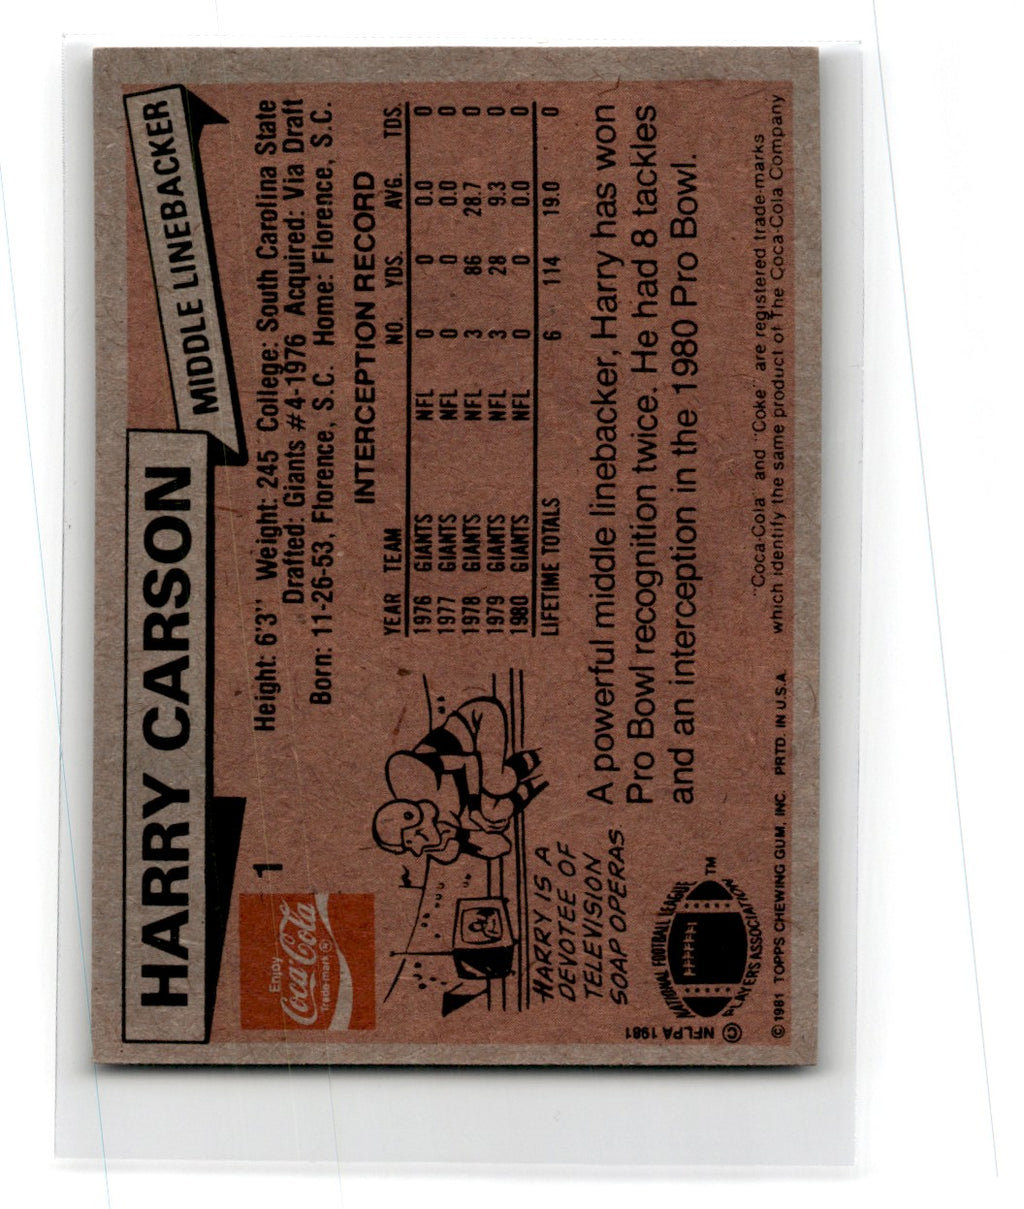 HARRY CARSON
MIDDLE LINEBACKER
1
Enjoy
Coca-Cola
Trade-mark ®
Height: 6'3" Weight: 245 College: South Carolina State
Drafted: Giants #4-1976 Acquired: Via Draft
Born: 11-26-53, Florence, S.C. Home: Florence, S.C.
INTERCEPTION RECORD
YEAR TEAM NO. YDS. AVG. TDS.
1976 GIANTS NFL 0 0 0.0 0
1977 GIANTS NFL 0 0 0.0 0
1978 GIANTS NFL 3 86 28.7 0
1979 GIANTS NFL 3 28 9.3 0
1980 GIANTS NFL 0 0 0.0 0
LIFETIME TOTALS 6 114 19.0 0
HARRY IS A
DEVOTEE OF
TELEVISION
SOAP OPERAS
A powerful middle linebacker, Harry has won
Pro Bowl recognition twice. He had 8 tackles
and an interception in the 1980 Pro Bowl.
NATIONAL FOOTBALL LEAGUE
PLAYERS ASSOCIATION
TM
© NFLPA 1981
"Coca-Cola" and "Coke" are registered trade-marks
which identify the same product of The Coca-Cola Company
© 1981 TOPPS CHEWING GUM, INC. PRTD. IN U.S.A.